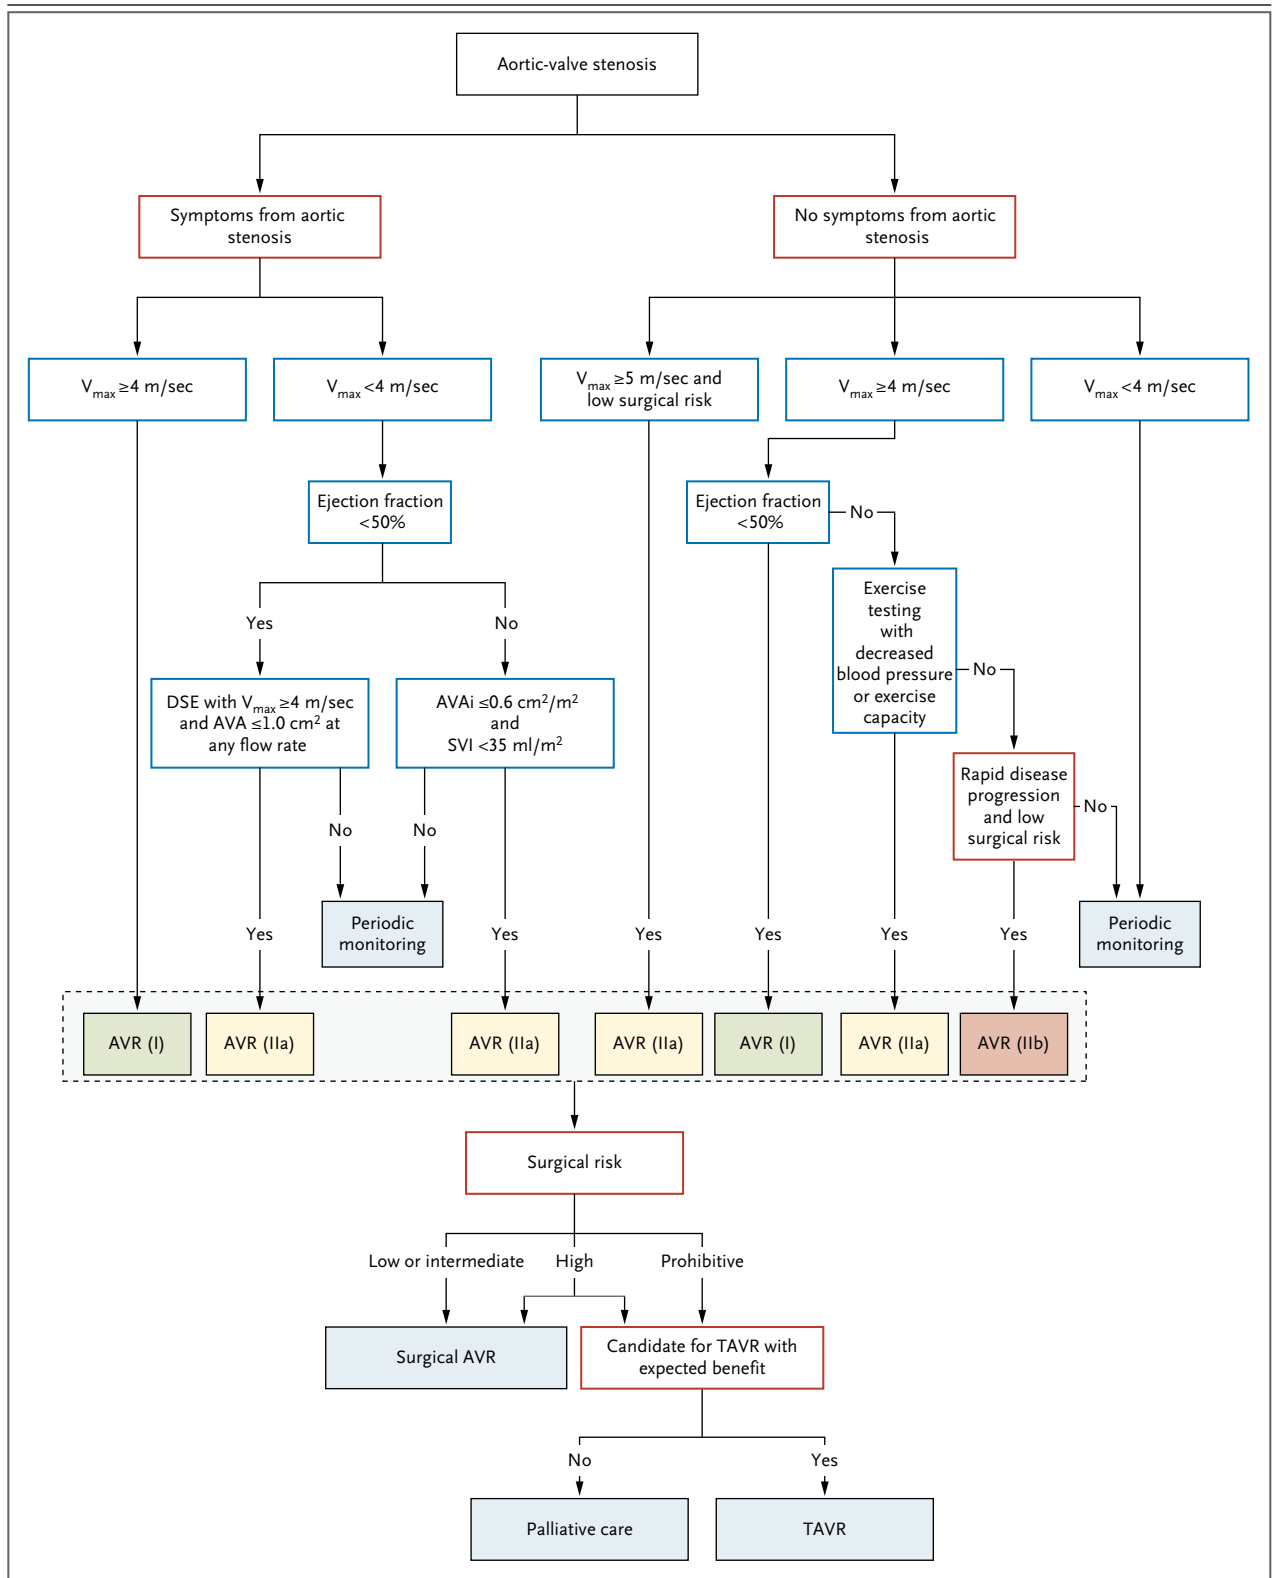 Aortic-valve stenosis
Symptoms from aortic
stenosis
No symptoms from aortic
stenosis
Vmax ≥4 m/sec
Vmax <4 m/sec
Vmax ≥5 m/sec and
low surgical risk
Vmax ≥4 m/sec
Vmax <4 m/sec
Ejection fraction
<50%
Ejection fraction
<50%
No
Exercise
testing
with
decreased
blood pressure
or exercise
capacity
Yes
No
No
DSE with Vmax ≥4 m/sec
and AVA ≤1.0 cm² at
any flow rate
AVAi ≤0.6 cm²/m²
and
SVI <35 ml/m²
Rapid disease
progression
and low
surgical risk
No
No
No
Periodic
monitoring
Periodic
monitoring
Yes
Yes
Yes
Yes
Yes
Yes
AVR (I)
AVR (IIa)
AVR (IIa)
AVR (IIa)
AVR (I)
AVR (IIa)
AVR (IIb)
Surgical risk
Low or intermediate
High
Prohibitive
Surgical AVR
Candidate for TAVR with
expected benefit
No
Yes
Palliative care
TAVR